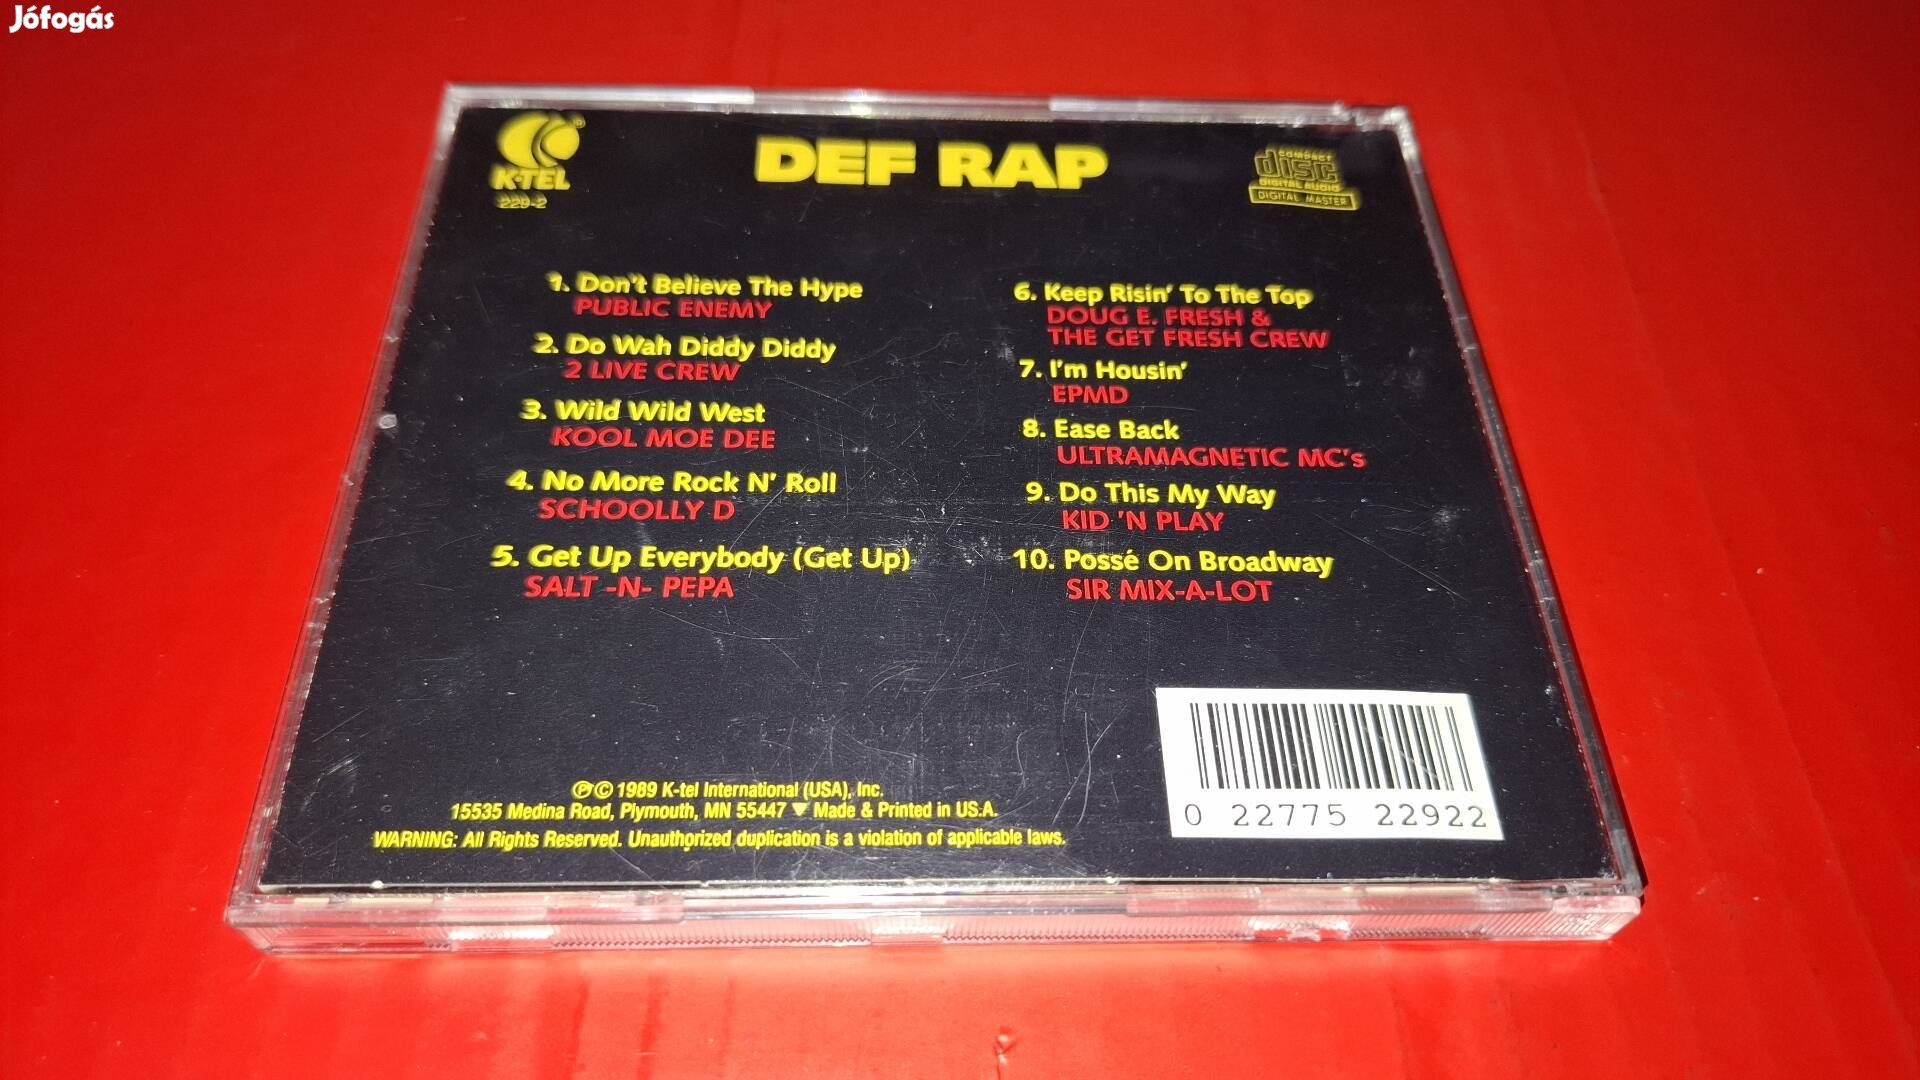 Jófogás
K-TEL
229-2
DEF RAP
COMPACT
disc
DIGITAL AUDIO
DIGITAL MASTER
1. Don't Believe The Hype
PUBLIC ENEMY
2. Do Wah Diddy Diddy
2 LIVE CREW
3. Wild Wild West
KOOL MOE DEE
4. No More Rock N' Roll
SCHOOLLY D
5. Get Up Everybody (Get Up)
SALT -N- PEPA
6. Keep Risin' To The Top
DOUG E. FRESH &
THE GET FRESH CREW
7. I'm Housin'
EPMD
8. Ease Back
ULTRAMAGNETIC MC's
9. Do This My Way
KID 'N PLAY
10. Possé On Broadway
SIR MIX-A-LOT
℗© 1989 K-tel International (USA), Inc.
15535 Medina Road, Plymouth, MN 55447 ▼ Made & Printed in U.S.A.
WARNING: All Rights Reserved. Unauthorized duplication is a violation of applicable laws.
0 22775 22922